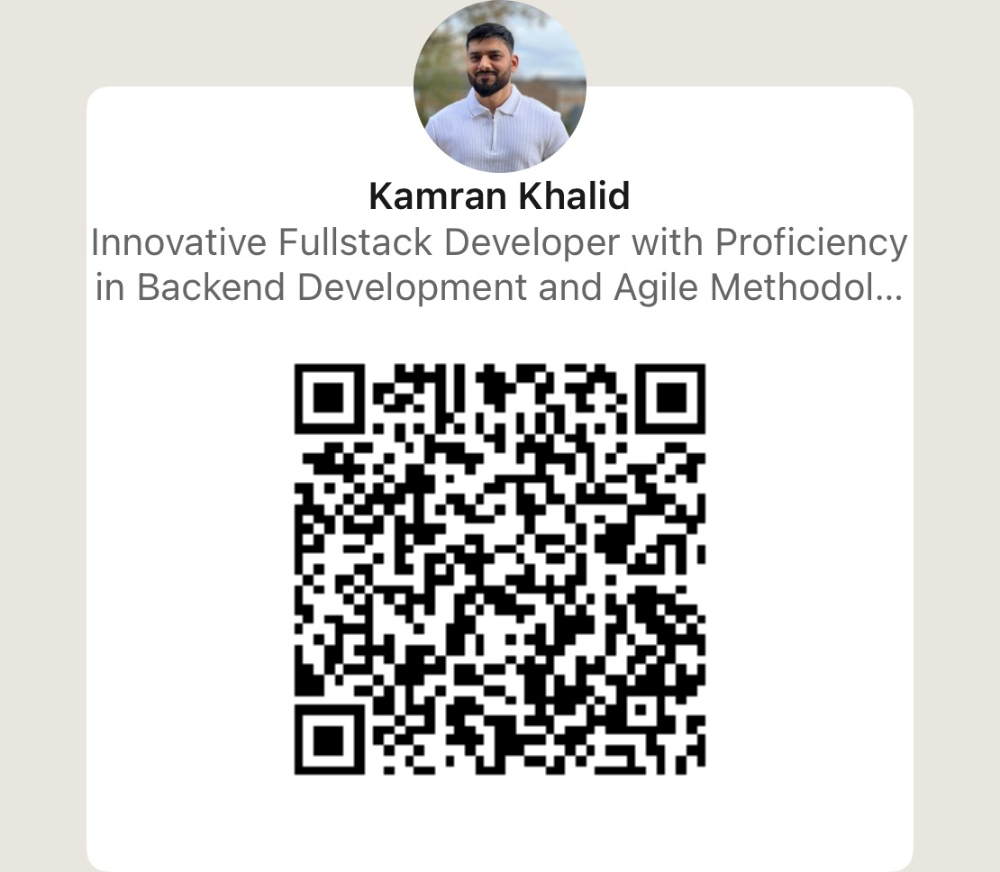 Kamran Khalid
Innovative Fullstack Developer with Proficiency
in Backend Development and Agile Methodol...